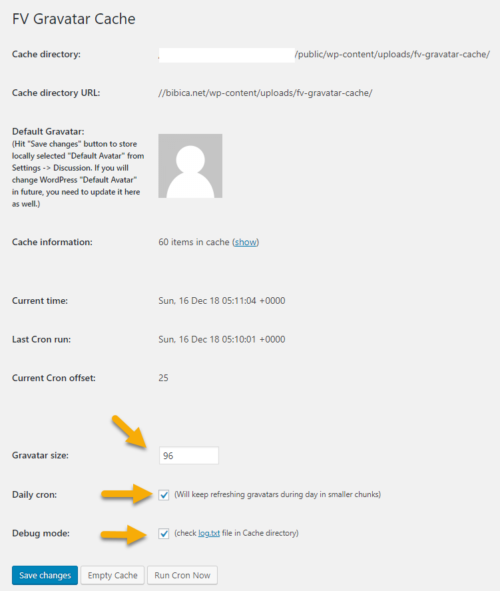 FV Gravatar Cache
Cache directory: /public/wp-content/uploads/fv-gravatar-cache/
Cache directory URL: //bibica.net/wp-content/uploads/fv-gravatar-cache/
Default Gravatar:
(Hit "Save changes" button to store
locally selected "Default Avatar" from
Settings -> Discussion. If you will
change WordPress "Default Avatar"
in future, you need to update it here
as well.)
Cache information: 60 items in cache (show)
Current time: Sun, 16 Dec 18 05:11:04 +0000
Last Cron run: Sun, 16 Dec 18 05:10:01 +0000
Current Cron offset: 25
Gravatar size: 96
Daily cron: (Will keep refreshing gravatars during day in smaller chunks)
Debug mode: (check log.txt file in Cache directory)
Save changes Empty Cache Run Cron Now